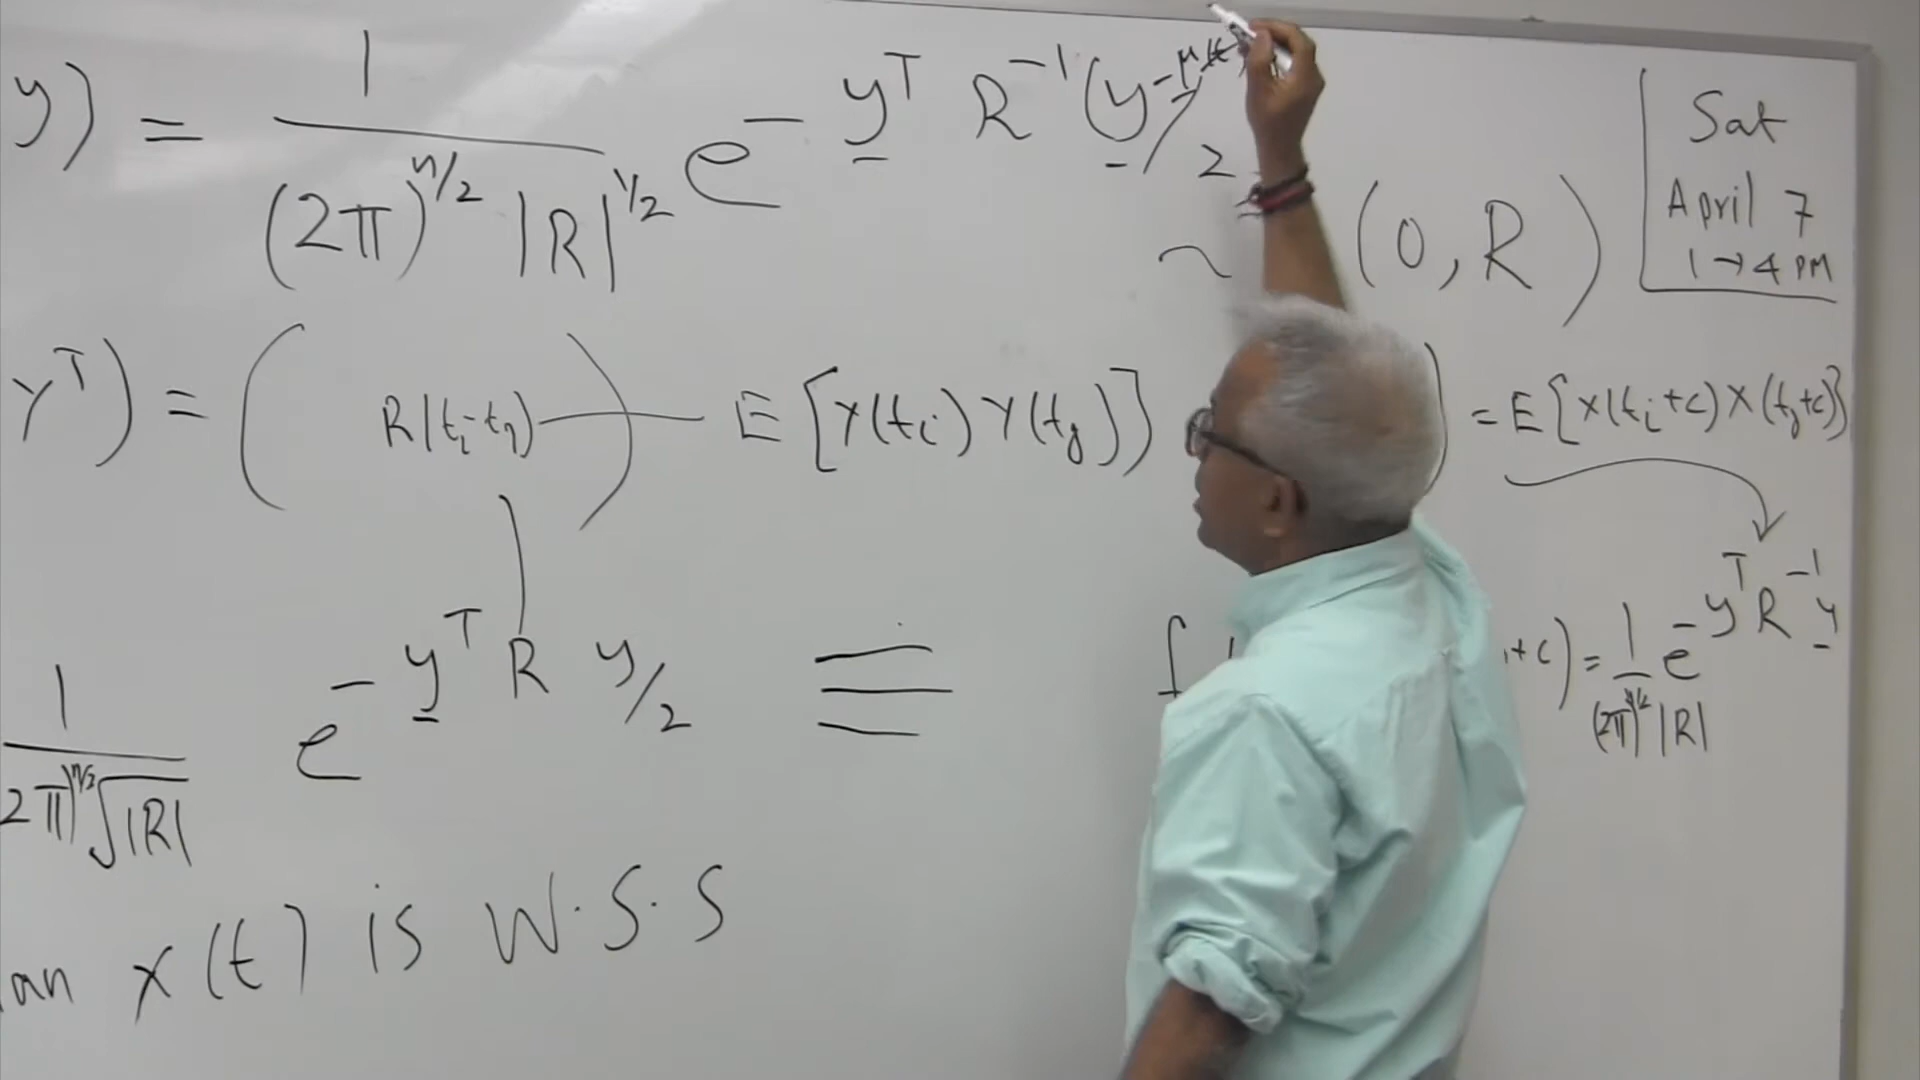 y) = 1 / (2π)^{n/2} |R|^{1/2} e^{- y^T R^{-1} (y - μ / 2
~ (0, R)
Sat
April 7
1 → 4 PM
Y^T) = ( R(t_i - t_j) ) E[Y(t_i) Y(t_j)] ) = E[X(t_i+c) X(t_j+c)]
1 / 2π)^{n/2} √|R| e^{- y^T R y/2} ≡ f +c) = 1 / (2π)^{n/2} |R| e^{- y^T R^{-1} y}
an X(t) is W.S.S